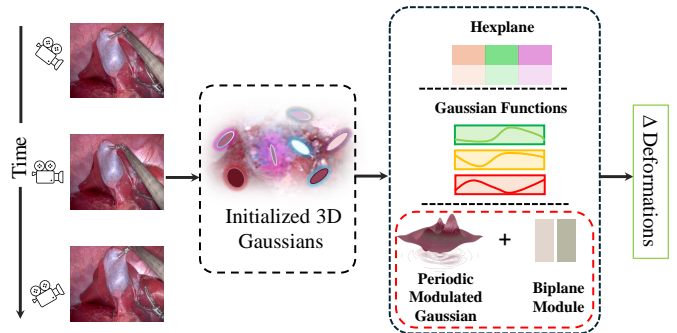 Time
Initialized 3D
Gaussians
Hexplane
Gaussian Functions
+
Periodic
Modulated
Gaussian
Biplane
Module
Δ Deformations